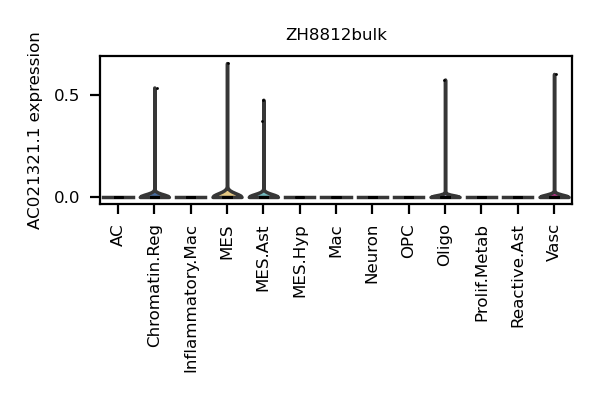 ZH8812bulk
AC021321.1 expression
0.5
0.0
AC
Chromatin.Reg
Inflammatory.Mac
MES
MES.Ast
MES.Hyp
Mac
Neuron
OPC
Oligo
Prolif.Metab
Reactive.Ast
Vasc